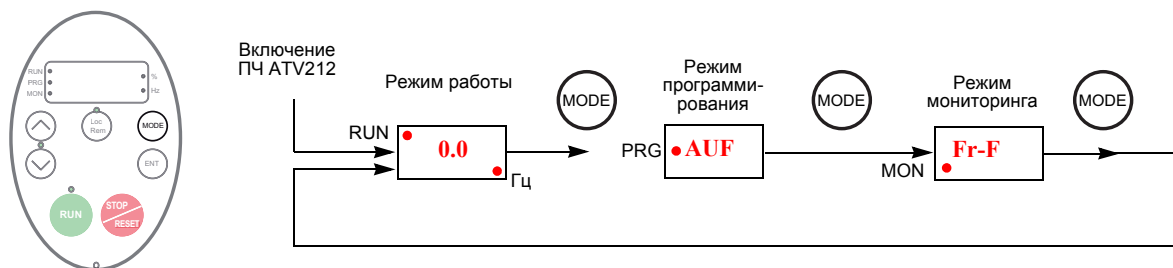 RUN
PRG
MON
%
Hz
Loc
Rem
MODE
ENT
RUN
STOP
RESET
Включение
ПЧ ATV212
Режим работы
RUN
0.0
Гц
MODE
Режим
программи-
рования
PRG
AUF
MODE
Режим
мониторинга
MON
Fr-F
MODE